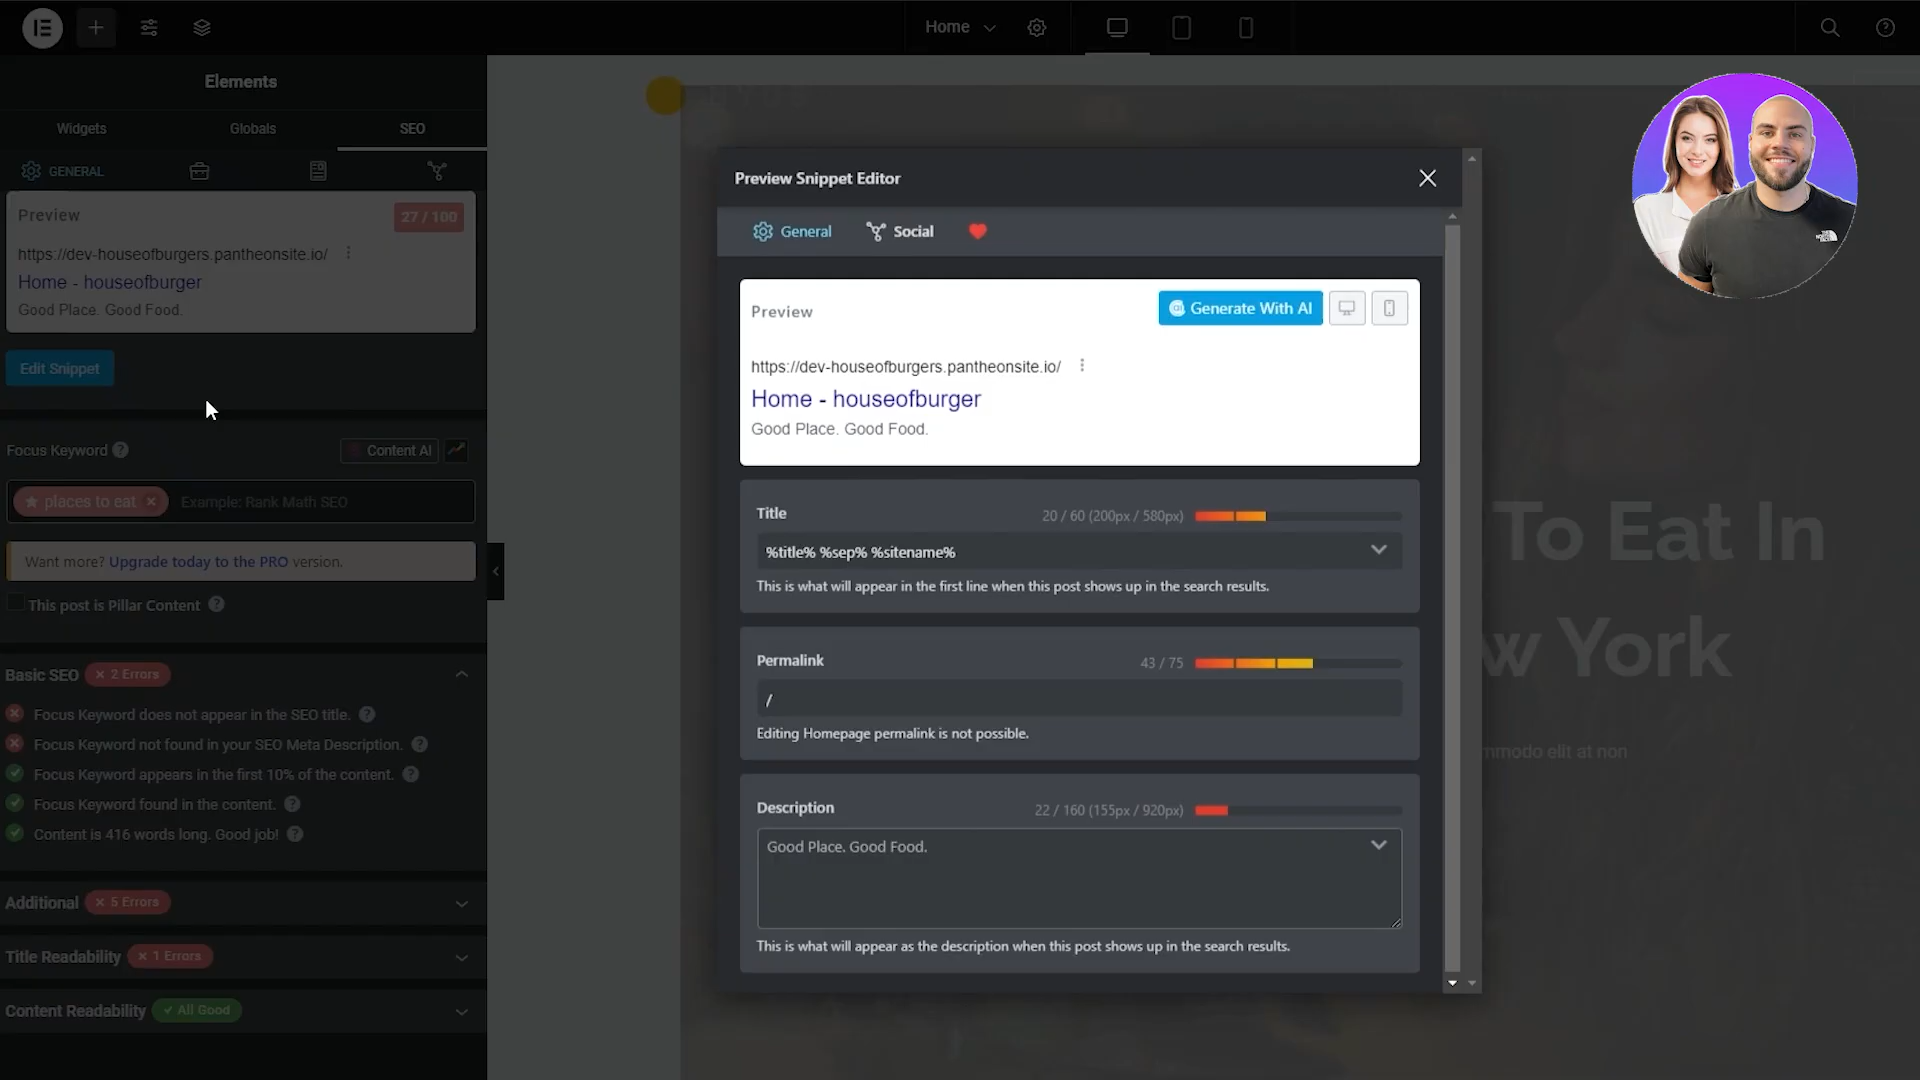 Home
Elements
Widgets
Globals
SEO
GENERAL
Preview
27 / 100
https://dev-houseofburgers.pantheonsite.io/
Home - houseofburger
Good Place. Good Food.
Edit Snippet
Focus Keyword
Content AI
places to eat
Example: Rank Math SEO
Want more? Upgrade today to the PRO version.
This post is Pillar Content
Basic SEO
2 Errors
Focus Keyword does not appear in the SEO title.
Focus Keyword not found in your SEO Meta Description.
Focus Keyword appears in the first 10% of the content.
Focus Keyword found in the content.
Content is 416 words long. Good job!
Additional
5 Errors
Title Readability
1 Errors
Content Readability
All Good
Preview Snippet Editor
General
Social
Preview
Generate With AI
https://dev-houseofburgers.pantheonsite.io/
Home - houseofburger
Good Place. Good Food.
Title
20 / 60 (200px / 580px)
%title% %sep% %sitename%
This is what will appear in the first line when this post shows up in the search results.
Permalink
43 / 75
/
Editing Homepage permalink is not possible.
Description
22 / 160 (155px / 920px)
Good Place. Good Food.
This is what will appear as the description when this post shows up in the search results.
To Eat In
w York
mmodo elit at non